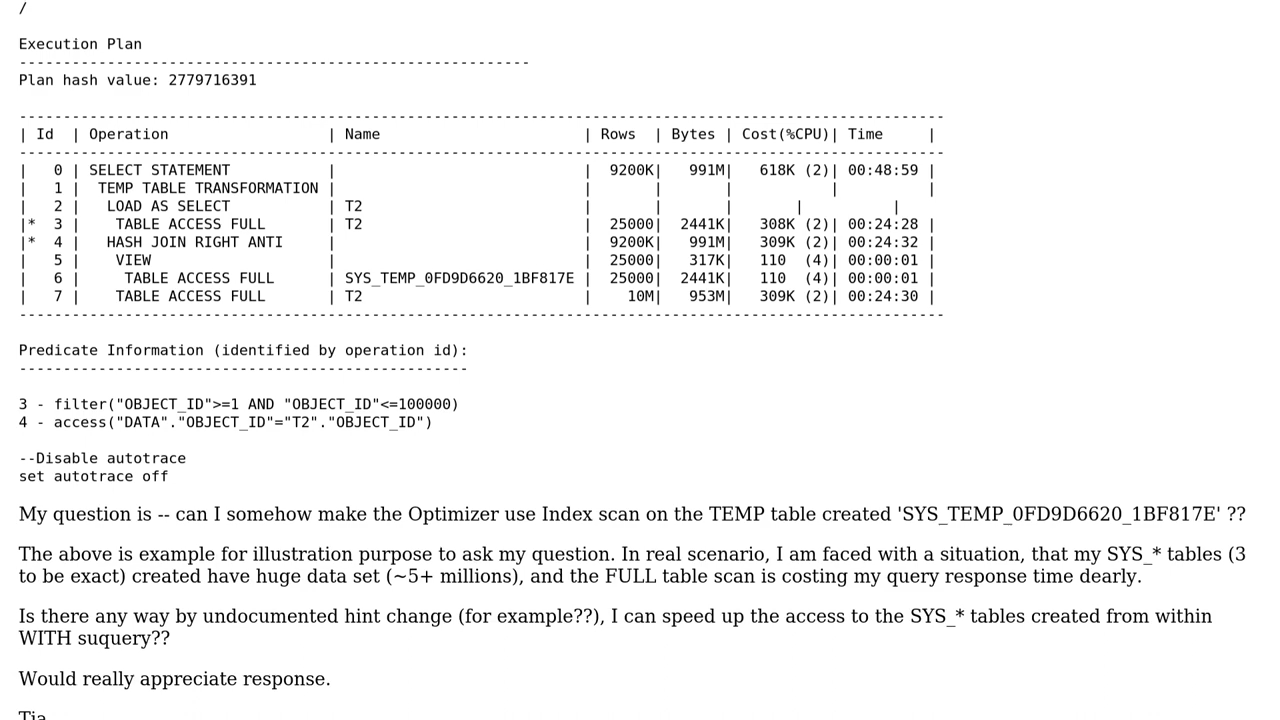 /
Execution Plan
----------------------------------------------------------
Plan hash value: 2779716391
---------------------------------------------------------------------------------------------------------
| Id  | Operation                  | Name                       | Rows  | Bytes | Cost(%CPU)| Time     |
---------------------------------------------------------------------------------------------------------
|   0 | SELECT STATEMENT           |                            |  9200K|   991M|   618K (2)| 00:48:59 |
|   1 |  TEMP TABLE TRANSFORMATION |                            |       |       |           |          |
|   2 |   LOAD AS SELECT           | T2                         |       |       |       |          |
|*  3 |    TABLE ACCESS FULL       | T2                         |  25000|  2441K|   308K (2)| 00:24:28 |
|*  4 |   HASH JOIN RIGHT ANTI     |                            |  9200K|   991M|   309K (2)| 00:24:32 |
|   5 |    VIEW                    |                            |  25000|   317K|   110  (4)| 00:00:01 |
|   6 |     TABLE ACCESS FULL      | SYS_TEMP_0FD9D6620_1BF817E |  25000|  2441K|   110  (4)| 00:00:01 |
|   7 |    TABLE ACCESS FULL       | T2                         |    10M|   953M|   309K (2)| 00:24:30 |
---------------------------------------------------------------------------------------------------------
Predicate Information (identified by operation id):
---------------------------------------------------
3 - filter("OBJECT_ID">=1 AND "OBJECT_ID"<=100000)
4 - access("DATA"."OBJECT_ID"="T2"."OBJECT_ID")
--Disable autotrace
set autotrace off
My question is -- can I somehow make the Optimizer use Index scan on the TEMP table created 'SYS_TEMP_0FD9D6620_1BF817E' ??
The above is example for illustration purpose to ask my question. In real scenario, I am faced with a situation, that my SYS_* tables (3
to be exact) created have huge data set (~5+ millions), and the FULL table scan is costing my query response time dearly.
Is there any way by undocumented hint change (for example??), I can speed up the access to the SYS_* tables created from within
WITH suquery??
Would really appreciate response.
Tia